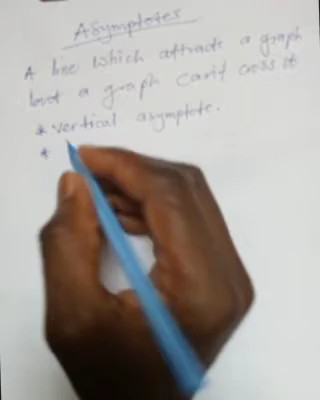 Asymptotes
A line which attracts a graph
but a graph can't cross it
* vertical asymptote.
*